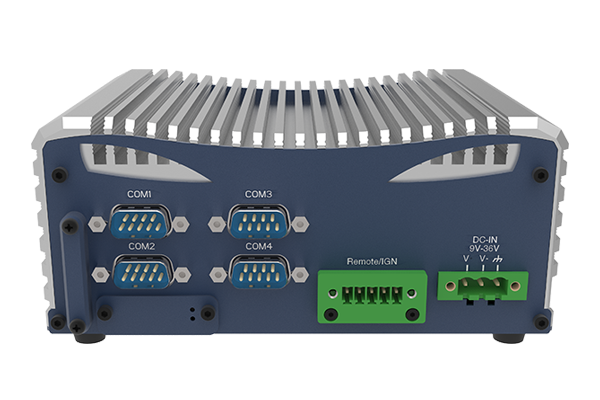 COM1
COM3
COM2
COM4
Remote/IGN
DC-IN
9V-36V
V V-